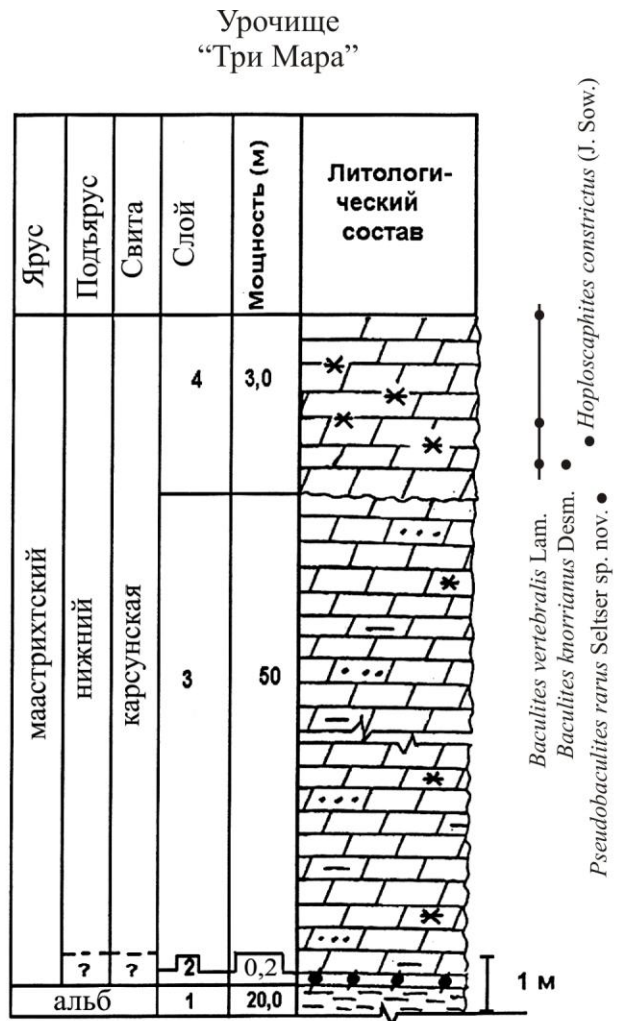 Урочище
“Три Мара”
Ярус
Подъярус
Свита
Слой
Мощность (м)
Литологи-
ческий
состав
маастрихтский
нижний
карсунская
4
3,0
3
50
?
?
2
0,2
альб
1
20,0
1 м
Baculites vertebralis Lam.
Baculites knorrianus Desm.
Pseudobaculites rarus Seltser sp. nov.
Hoploscaphites constrictus (J. Sow.)